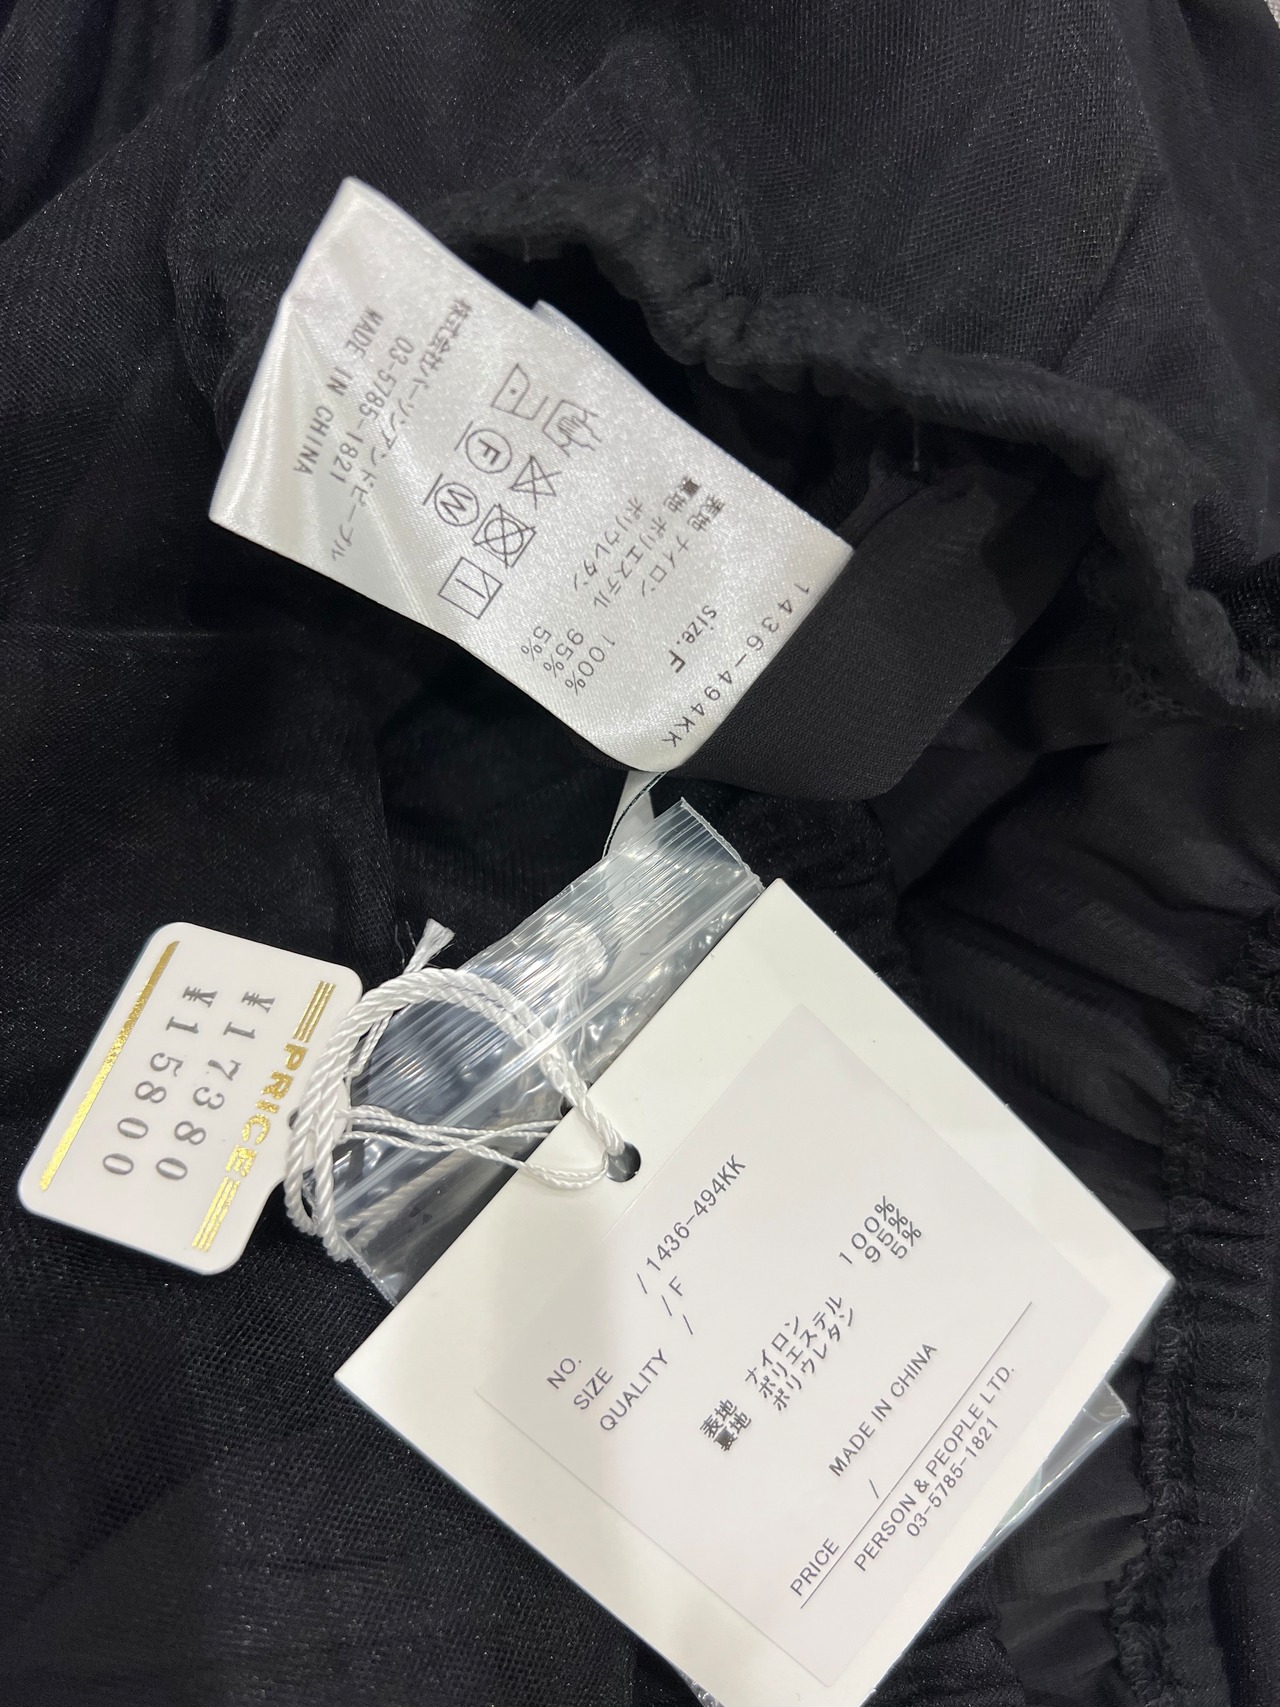 1436-494KK
Size.F
表地 ナイロン 100%
裏地 ポリエステル 95%
ポリウレタン 5%
F
W
株式会社パーソンアンドピープル
03-5785-1821
MADE IN CHINA
PRICE
¥17380
¥15800
NO. /1436-494KK
SIZE /F
QUALITY /
表地 ナイロン 100%
裏地 ポリエステル 95%
ポリウレタン 5%
MADE IN CHINA
PRICE /
PERSON & PEOPLE LTD.
03-5785-1821